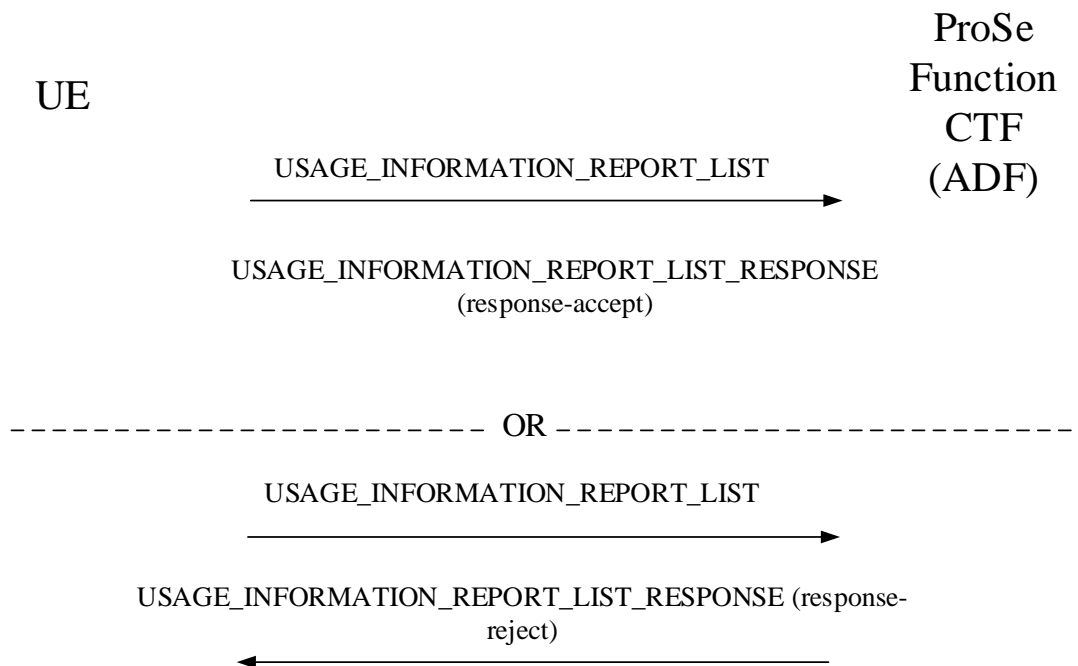 UE
ProSe
Function
CTF
(ADF)
USAGE_INFORMATION_REPORT_LIST
USAGE_INFORMATION_REPORT_LIST_RESPONSE
(response-accept)
OR
USAGE_INFORMATION_REPORT_LIST
USAGE_INFORMATION_REPORT_LIST_RESPONSE (response-
reject)